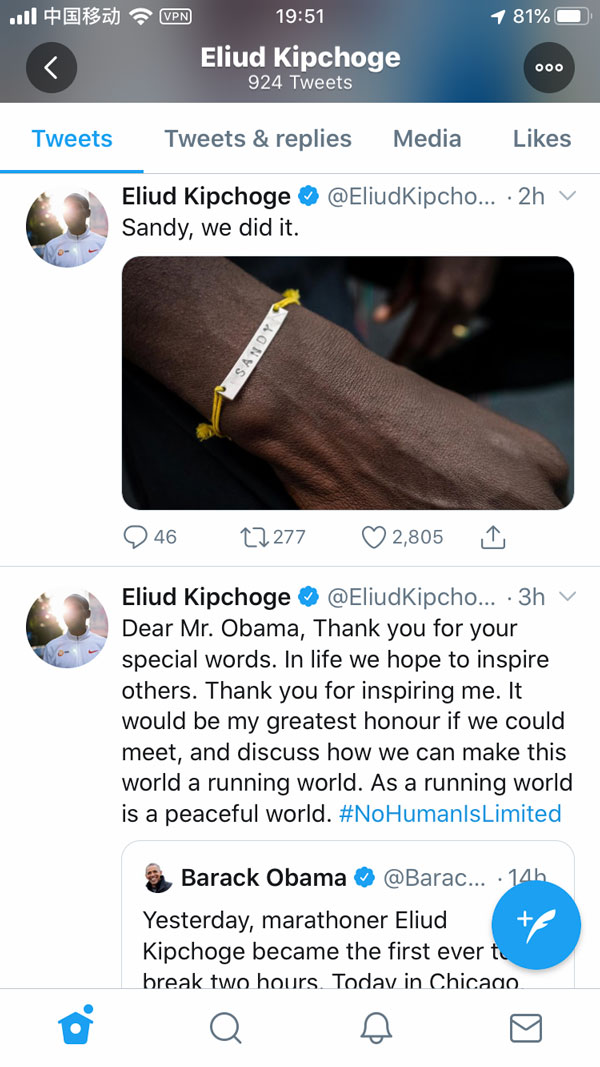 中国移动 VPN 19:51 81%
Eliud Kipchoge
924 Tweets
Tweets Tweets & replies Media Likes
Eliud Kipchoge @EliudKipcho... · 2h
Sandy, we did it.
SANDY
46 277 2,805
Eliud Kipchoge @EliudKipcho... · 3h
Dear Mr. Obama, Thank you for your
special words. In life we hope to inspire
others. Thank you for inspiring me. It
would be my greatest honour if we could
meet, and discuss how we can make this
world a running world. As a running world
is a peaceful world. #NoHumanIsLimited
Barack Obama @Barac... · 14h
Yesterday, marathoner Eliud
Kipchoge became the first ever
break two hours. Today in Chicago,